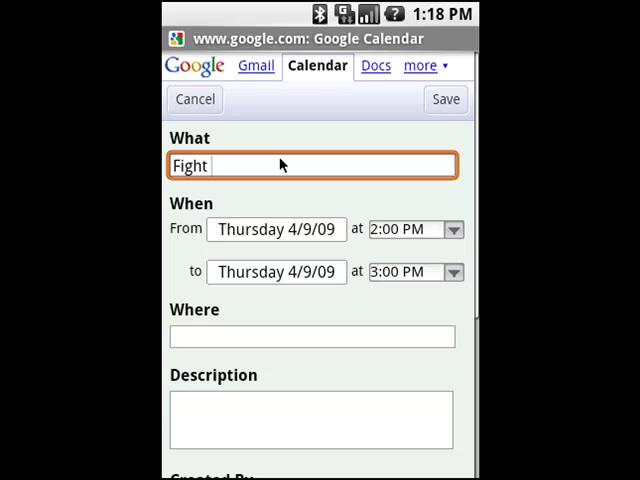 1:18 PM
www.google.com: Google Calendar
Google Gmail Calendar Docs more
Cancel Save
What
Fight
When
From Thursday 4/9/09 at 2:00 PM
to Thursday 4/9/09 at 3:00 PM
Where
Description
Created By